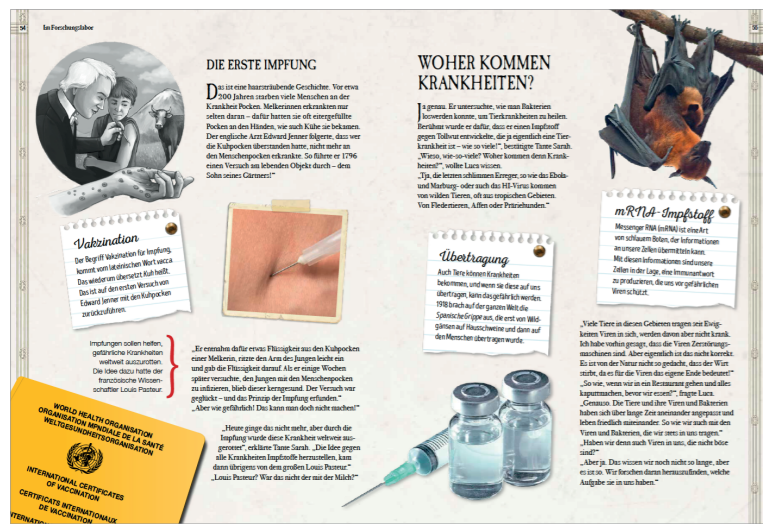 54
Im Forschungslabor
DIE ERSTE IMPFUNG
Das ist eine haarsträubende Geschichte. Vor etwa
200 Jahren starben viele Menschen an der
Krankheit Pocken. Melkerinnen erkrankten nur
selten daran – dafür hatten sie oft eitergefüllte
Pocken an den Händen, wie auch Kühe sie bekamen.
Der englische Arzt Edward Jenner folgerte, dass wer
die Kuhpocken überstanden hatte, nicht mehr an
den Menschenpocken erkrankte. So führte er 1796
einen Versuch am lebenden Objekt durch – dem
Sohn seines Gärtners!“
Vakzination
Der Begriff Vakzination für Impfung,
kommt vom lateinischen Wort vacca.
Das wiederum übersetzt Kuh heißt.
Das ist auf den ersten Versuch von
Edward Jenner mit den Kuhpocken
zurückzuführen.
Impfungen sollen helfen,
gefährliche Krankheiten
weltweit auszurotten.
Die Idee dazu hatte der
französische Wissen-
schaftler Louis Pasteur.
„Er entnahm dafür etwas Flüssigkeit aus den Kuhpocken
einer Melkerin, ritzte den Arm des Jungen leicht ein
und gab die Flüssigkeit darauf. Als er einige Wochen
später versuchte, den Jungen mit den Menschenpocken
zu infizieren, blieb dieser kerngesund. Der Versuch war
geglückt – und das Prinzip der Impfung erfunden.“
„Aber wie gefährlich! Das kann man doch nicht machen!“
„Heute ginge das nicht mehr, aber durch die
Impfung wurde diese Krankheit weltweit aus-
gerottet“, erklärte Tante Sarah. „Die Idee gegen
alle Krankheiten Impfstoffe herzustellen, kam
dann übrigens von dem großen Louis Pasteur.“
„Louis Pasteur? War das nicht der mit der Milch?“
WORLD HEALTH ORGANISATION
ORGANISATION MPNDIALE DE LA SANTÉ
WELTGESUNDHEITSORGANISATION
INTERNATIONAL CERTIFICATES
OF VACCINATION
CERTIFICATS INTERNATIONAUX
DE VACCINATION
55
WOHER KOMMEN
KRANKHEITEN?
Ja genau. Er untersuchte, wie man Bakterien
loswerden konnte, um Tierkrankheiten zu heilen.
Berühmt wurde er dafür, dass er einen Impfstoff
gegen Tollwut entwickelte, die ja eigentlich eine Tier-
krankheit ist – wie so viele!“, bestätigte Tante Sarah.
„Wieso, wie-so-viele? Woher kommen denn Krank-
heiten?“, wollte Luca wissen.
„Tja, die letzten schlimmen Erreger, so wie das Ebola-
und Marburg- oder auch das HI-Virus kommen
von wilden Tieren, oft aus tropischen Gebieten.
Von Fledertieren, Affen oder Präriehunden.“
Übertragung
Auch Tiere können Krankheiten
bekommen, und wenn sie diese auf uns
übertragen, kann das gefährlich werden.
1918 brach auf der ganzen Welt die
Spanische Grippe aus, die erst von Wild-
gänsen auf Hausschweine und dann auf
den Menschen übertragen wurde.
mRNA-Impfstoff
Messenger RNA (mRNA) ist eine Art
von schlauem Boten, der Informationen
an unsere Zellen übermitteln kann.
Mit diesen Informationen sind unsere
Zellen in der Lage, eine Immunantwort
zu produzieren, die uns vor gefährlichen
Viren schützt.
„Viele Tiere in diesen Gebieten tragen seit Ewig-
keiten Viren in sich, werden davon aber nicht krank.
Ich habe vorhin gesagt, dass die Viren Zerstörungs-
maschinen sind. Aber eigentlich ist das nicht korrekt.
Es ist von der Natur nicht so gedacht, dass der Wirt
stirbt, da es für die Viren das eigene Ende bedeutet!“
„So wie, wenn wir in ein Restaurant gehen und alles
kaputtmachen, bevor wir essen?“, fragte Luca.
„Genauso. Die Tiere und ihre Viren und Bakterien
haben sich über lange Zeit aneinander angepasst und
leben friedlich miteinander. So wie wir auch mit den
Viren und Bakterien, die wir stets in uns tragen.“
„Haben wir denn auch Viren in uns, die nicht böse
sind?“
„Aber ja. Das wissen wir noch nicht so lange, aber
es ist so. Wir forschen daran herauszufinden, welche
Aufgabe sie in uns haben.“